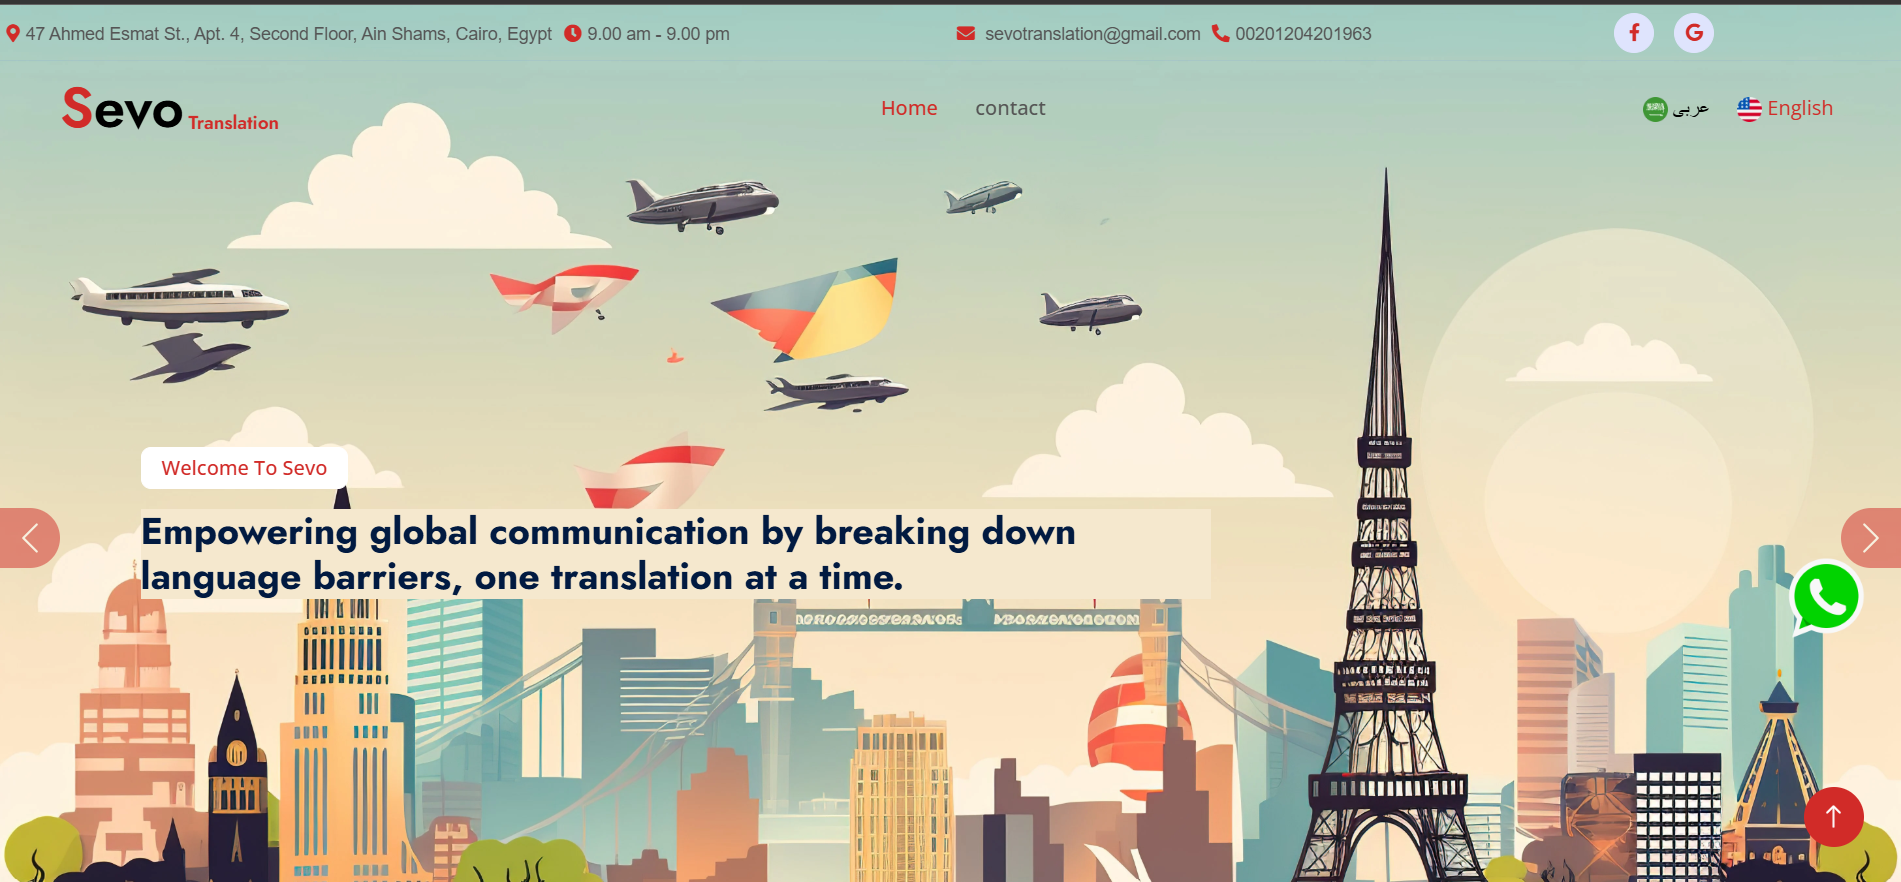 47 Ahmed Esmat St., Apt. 4, Second Floor, Ain Shams, Cairo, Egypt 9.00 am - 9.00 pm sevotranslation@gmail.com 00201204201963
Sevo Translation Home contact عربى English
Welcome To Sevo
Empowering global communication by breaking down
language barriers, one translation at a time.